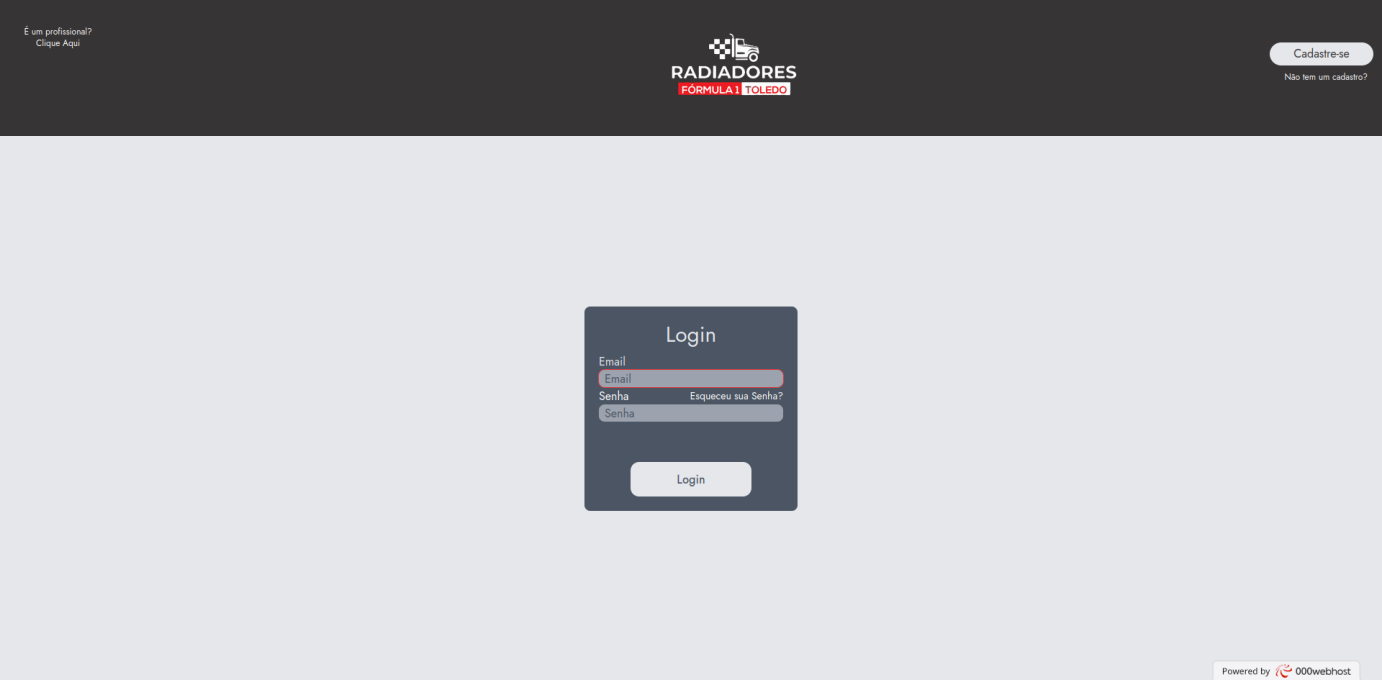 É um profissional?
Clique Aqui
RADIADORES
FÓRMULA 1 TOLEDO
Cadastre-se
Não tem um cadastro?
Login
Email
Email
Senha Esqueceu sua Senha?
Senha
Login
Powered by 000webhost